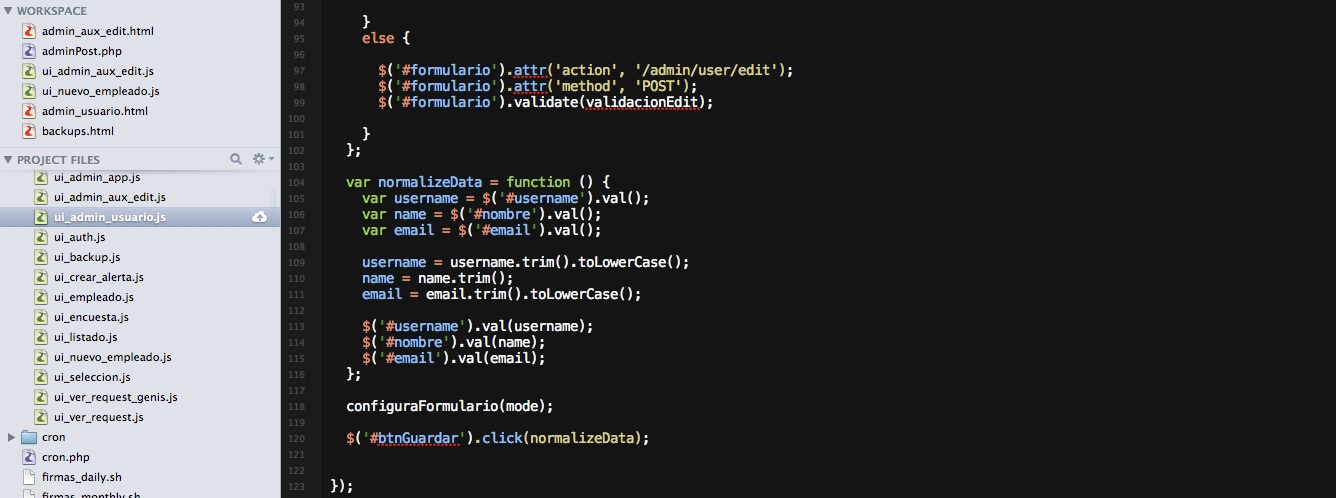 WORKSPACE
admin_aux_edit.html
adminPost.php
ui_admin_aux_edit.js
ui_nuevo_empleado.js
admin_usuario.html
backups.html
PROJECT FILES
ui_admin_app.js
ui_admin_aux_edit.js
ui_admin_usuario.js
ui_auth.js
ui_backup.js
ui_crear_alerta.js
ui_empleado.js
ui_encuesta.js
ui_listado.js
ui_nuevo_empleado.js
ui_seleccion.js
ui_ver_request_genis.js
ui_ver_request.js
cron
cron.php
firmas_daily.sh
firmas_monthly.sh
93
94 }
95 else {
96
97 $('#formulario').attr('action', '/admin/user/edit');
98 $('#formulario').attr('method', 'POST');
99 $('#formulario').validate(validacionEdit);
100
101 }
102 };
103
104 var normalizeData = function () {
105 var username = $('#username').val();
106 var name = $('#nombre').val();
107 var email = $('#email').val();
108
109 username = username.trim().toLowerCase();
110 name = name.trim();
111 email = email.trim().toLowerCase();
112
113 $('#username').val(username);
114 $('#nombre').val(name);
115 $('#email').val(email);
116 };
117
118 configuraFormulario(mode);
119
120 $('#btnGuardar').click(normalizeData);
121
122
123 });